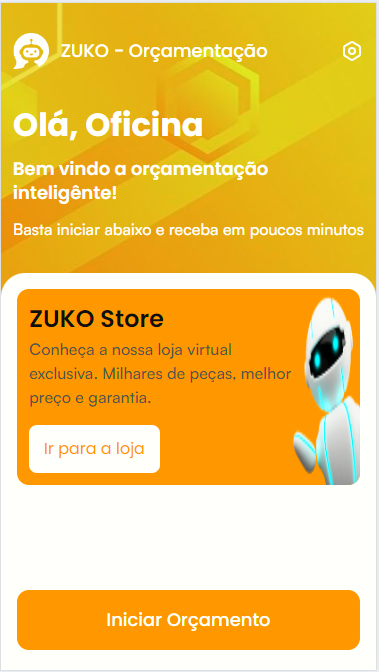 ZUKO - Orçamentação
Olá, Oficina
Bem vindo a orçamentação
inteligênte!
Basta iniciar abaixo e receba em poucos minutos
ZUKO Store
Conheça a nossa loja virtual
exclusiva. Milhares de peças, melhor
preço e garantia.
Ir para a loja
Iniciar Orçamento